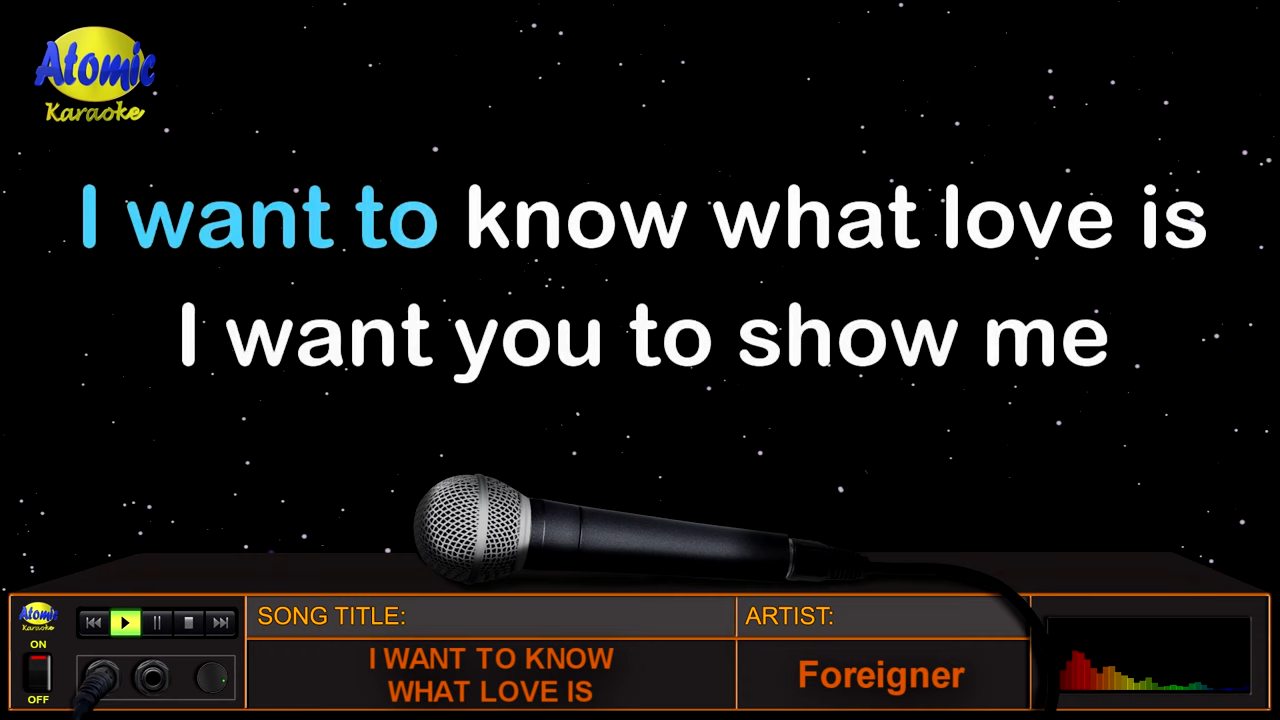 Atomic
Karaoke
I want to know what love is
I want you to show me
Atomic
Karaoke
ON
OFF
SONG TITLE:
I WANT TO KNOW
WHAT LOVE IS
ARTIST:
Foreigner